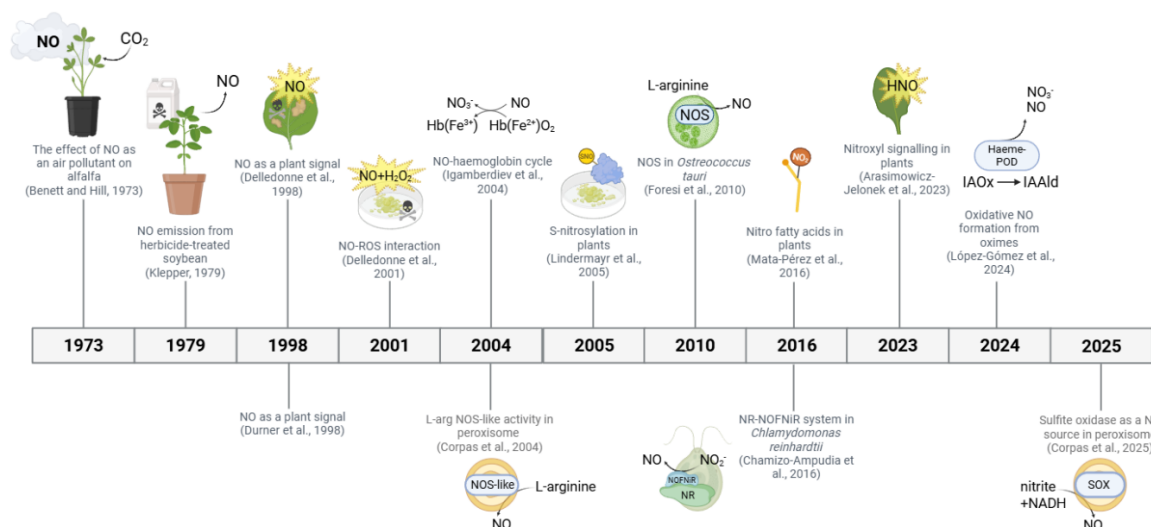 NO
CO₂
The effect of NO as
an air pollutant on
alfalfa
(Benett and Hill, 1973)
NO
NO emission from
herbicide-treated
soybean
(Klepper, 1979)
NO
NO as a plant signal
(Delledonne et al.,
1998)
NO+H₂O₂
NO-ROS interaction
(Delledonne et al.,
2001)
NO₃⁻ NO
Hb(Fe³⁺) Hb(Fe²⁺)O₂
NO-haemoglobin cycle
(Igamberdiev et al.,
2004)
SNO
S-nitrosylation in
plants
(Lindermayr et al.,
2005)
L-arginine
NOS
NO
NOS in Ostreococcus
tauri
(Foresi et al., 2010)
NO₂
Nitro fatty acids in
plants
(Mata-Pérez et al.,
2016)
HNO
Nitroxyl signalling in
plants
(Arasimowicz-
Jelonek et al., 2023)
NO₃⁻
NO
Heme-
POD
IAOx IAAld
Oxidative NO
formation from
oximes
(López-Gómez et al.,
2024)
1973 1979 1998 2001 2004 2005 2010 2016 2023 2024 2025
NO as a plant signal
(Durner et al., 1998)
L-arg NOS-like activity in
peroxisome
(Corpas et al., 2004)
NOS-like
L-arginine
NO
NO NO₂⁻
NOFNiR
NR
NR-NOFNiR system in
Chlamydomonas
reinhardtii
(Chamizo-Ampudia et
al., 2016)
Sulfite oxidase as a N
source in peroxisome
(Corpas et al., 2025)
nitrite
+NADH
SOX
NO